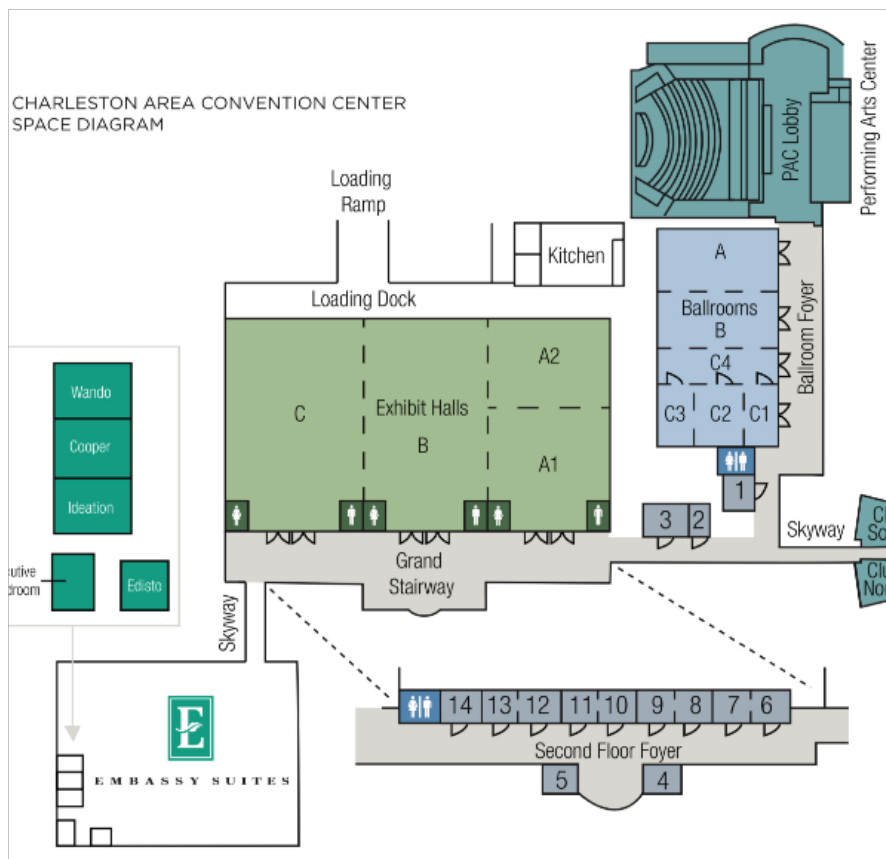 CHARLESTON AREA CONVENTION CENTER
SPACE DIAGRAM
Performing Arts Center
PAC Lobby
Loading
Ramp
Kitchen
Loading Dock
A
Ballrooms
B
C4
C3
C2
C1
Ballroom Foyer
C
Exhibit Halls
B
A2
A1
Wando
Cooper
Ideation
Edisto
1
3
2
Skyway
Grand
Stairway
Skyway
14
13
12
11
10
9
8
7
6
Second Floor Foyer
5
4
E
EMBASSY SUITES